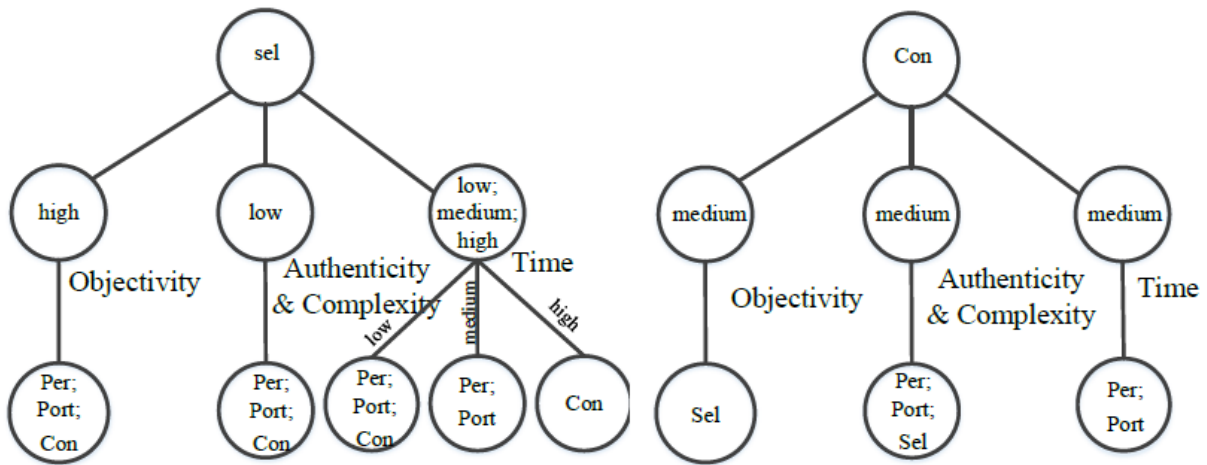 sel
Con
high
low
low;
medium;
high
medium
medium
medium
Objectivity
Authenticity
& Complexity
Time
Objectivity
Authenticity
& Complexity
Time
low
medium
high
Per;
Port;
Con
Per;
Port;
Con
Per;
Port;
Con
Per;
Port
Con
Sel
Per;
Port;
Sel
Per;
Port